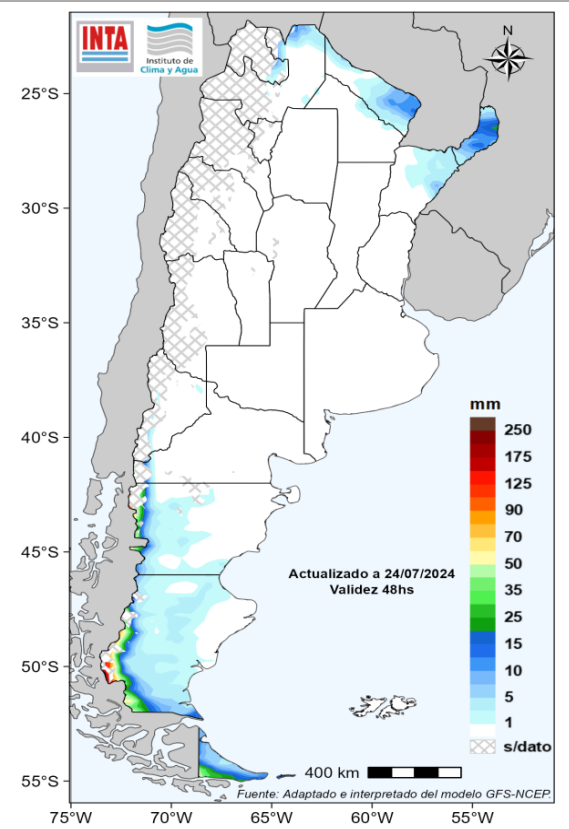 INTA
Instituto de
Clima y Agua
N
25°S
30°S
35°S
40°S
45°S
50°S
55°S
75°W
70°W
65°W
60°W
55°W
mm
250
175
125
90
70
50
35
25
15
10
5
1
s/dato
Actualizado a 24/07/2024
Validez 48hs
400 km
Fuente: Adaptado e interpretado del modelo GFS-NCEP.